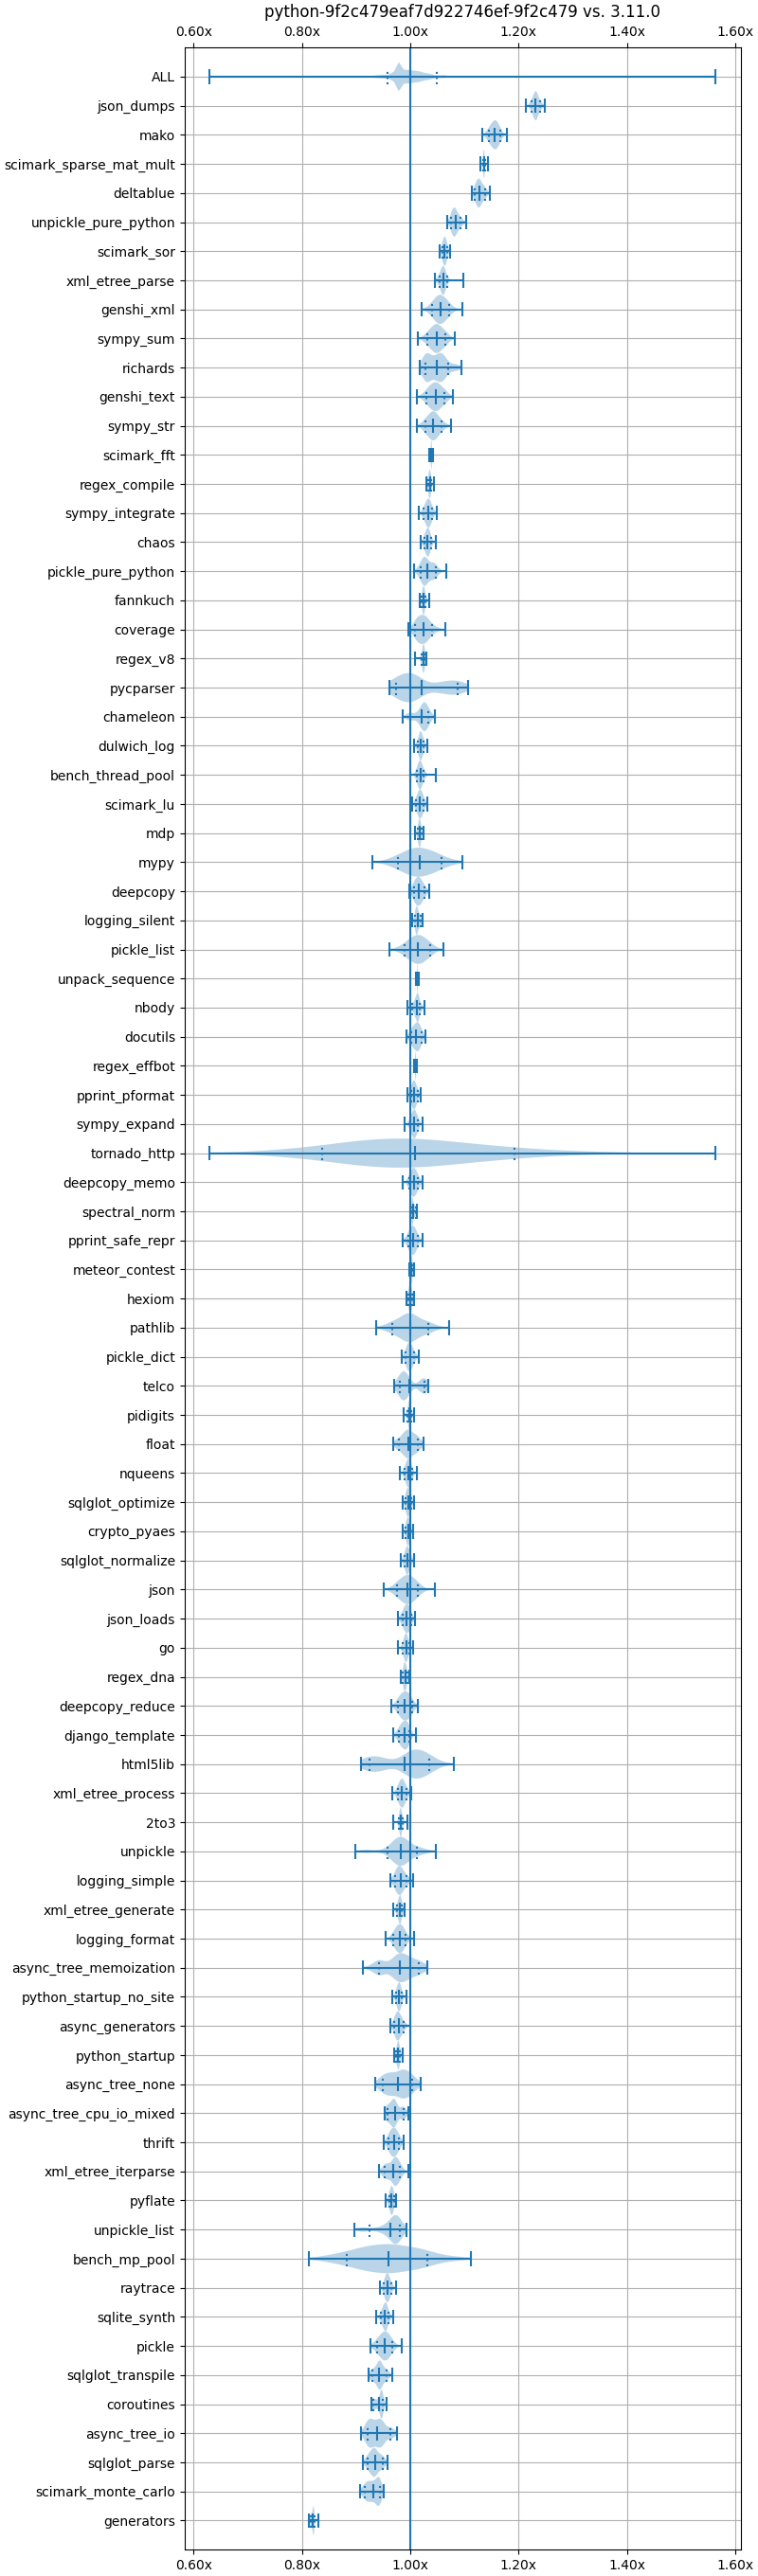 python-9f2c479eaf7d922746ef-9f2c479 vs. 3.11.0
0.60x 0.80x 1.00x 1.20x 1.40x 1.60x
ALL
json_dumps
mako
scimark_sparse_mat_mult
deltablue
unpickle_pure_python
scimark_sor
xml_etree_parse
genshi_xml
sympy_sum
richards
genshi_text
sympy_str
scimark_fft
regex_compile
sympy_integrate
chaos
pickle_pure_python
fannkuch
coverage
regex_v8
pycparser
chameleon
dulwich_log
bench_thread_pool
scimark_lu
mdp
mypy
deepcopy
logging_silent
pickle_list
unpack_sequence
nbody
docutils
regex_effbot
pprint_pformat
sympy_expand
tornado_http
deepcopy_memo
spectral_norm
pprint_safe_repr
meteor_contest
hexiom
pathlib
pickle_dict
telco
pidigits
float
nqueens
sqlglot_optimize
crypto_pyaes
sqlglot_normalize
json
json_loads
go
regex_dna
deepcopy_reduce
django_template
html5lib
xml_etree_process
2to3
unpickle
logging_simple
xml_etree_generate
logging_format
async_tree_memoization
python_startup_no_site
async_generators
python_startup
async_tree_none
async_tree_cpu_io_mixed
thrift
xml_etree_iterparse
pyflate
unpickle_list
bench_mp_pool
raytrace
sqlite_synth
pickle
sqlglot_transpile
coroutines
async_tree_io
sqlglot_parse
scimark_monte_carlo
generators
0.60x 0.80x 1.00x 1.20x 1.40x 1.60x